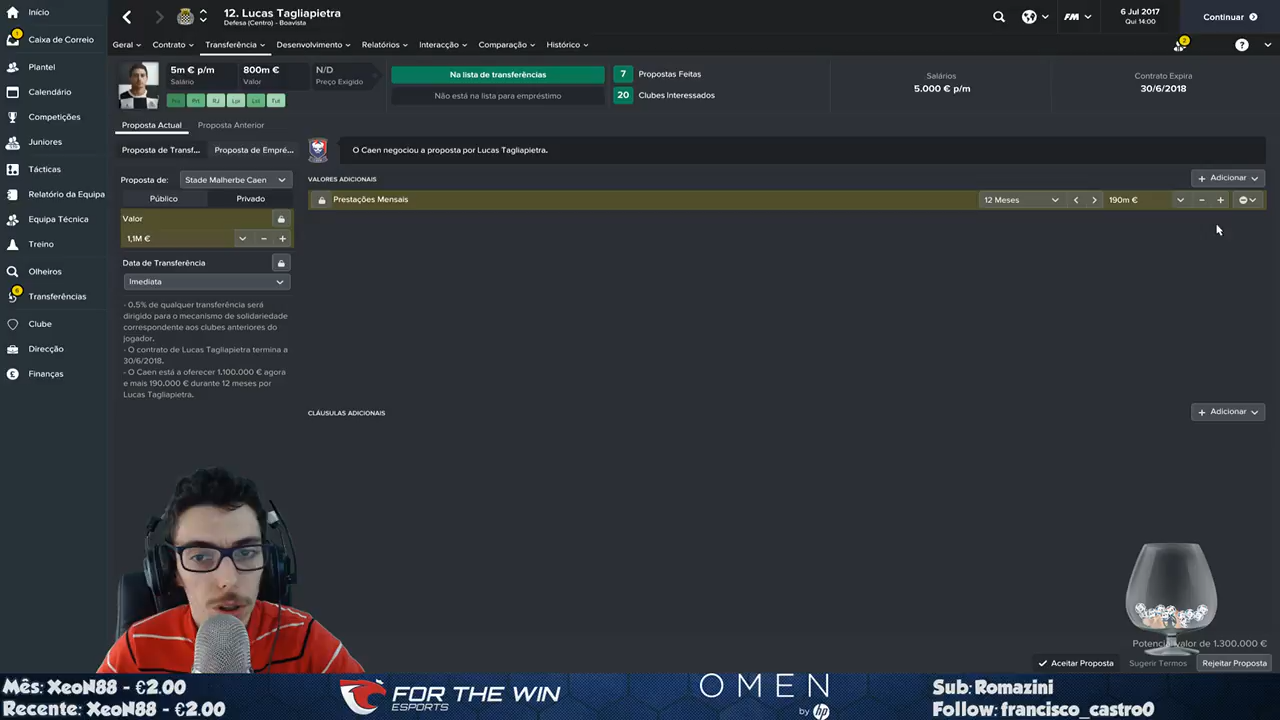 Início
1
Caixa de Correio
Plantel
Calendário
Competições
Juniores
Tácticas
Relatório da Equipa
Equipa Técnica
Treino
Olheiros
6
Transferências
Clube
Direcção
Finanças
12. Lucas Tagliapietra
Defesa (Centro) - Boavista
FM
6 Jul 2017
Qui 14:00
Continuar
Geral
Contrato
Transferência
Desenvolvimento
Relatórios
Interacção
Comparação
Histórico
2
?
5m € p/m
Salário
800m €
Valor
N/D
Preço Exigido
Na lista de transferências
Não está na lista para empréstimo
7 Propostas Feitas
20 Clubes Interessados
Salários
5.000 € p/m
Contrato Expira
30/6/2018
Proposta Actual
Proposta Anterior
Proposta de Transf...
Proposta de Empré...
O Caen negociou a proposta por Lucas Tagliapietra.
Proposta de:
Stade Malherbe Caen
Público
Privado
Valor
1,1M €
Data de Transferência
Imediata
- 0.5% de qualquer transferência será
dirigido para o mecanismo de solidariedade
correspondente aos clubes anteriores do
jogador.
- O contrato de Lucas Tagliapietra termina a
30/6/2018.
- O Caen está a oferecer 1.100.000 € agora
e mais 190.000 € durante 12 meses por
Lucas Tagliapietra.
VALORES ADICIONAIS
+ Adicionar
Prestações Mensais
12 Meses
190m €
CLÁUSULAS ADICIONAIS
+ Adicionar
valor de 1.300.000 €
Aceitar Proposta
Sugerir Termos
Rejeitar Proposta
Mês: XeoN88 - €2.00
Recente: XeoN88 - €2.00
FOR THE WIN
ESPORTS
OMEN
by hp
Sub: Romazini
Follow: francisco_castro0